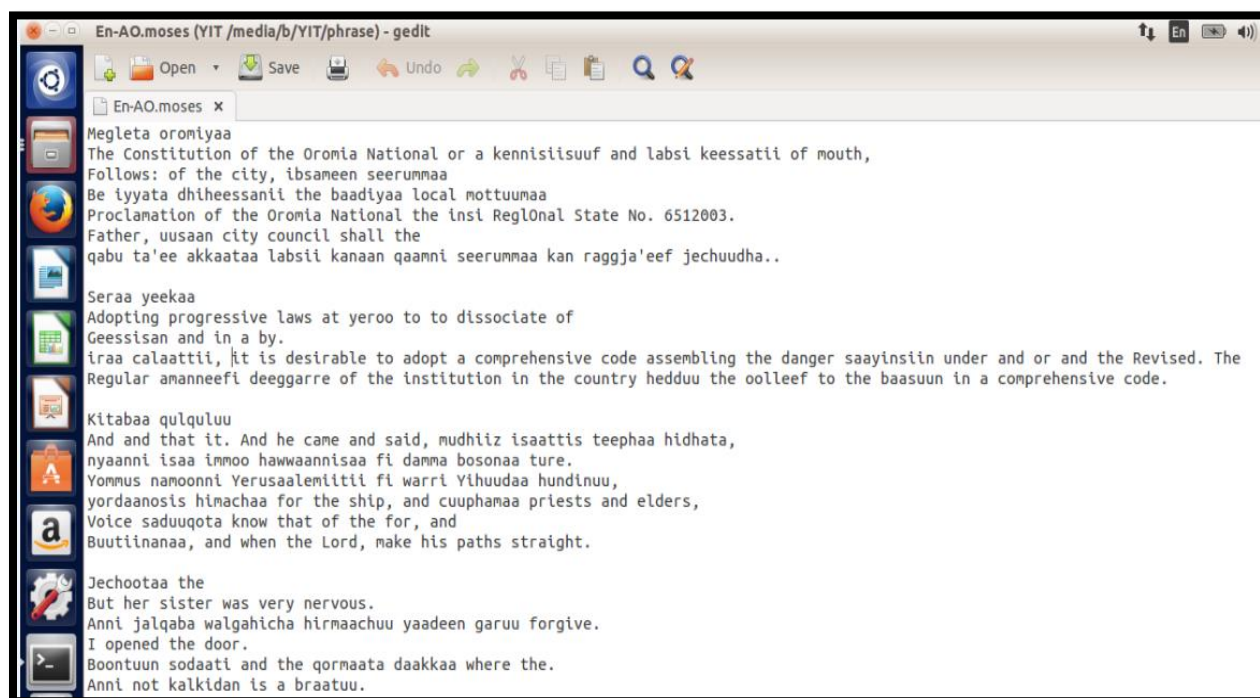 En-AO.moses (YIT /media/b/YIT/phrase) - gedit
En
Open
Save
Undo
En-AO.moses x
Megleta oromiyaa
The Constitution of the Oromia National or a kennisiisuuf and labsi keessatii of mouth,
Follows: of the city, ibsameen seerummaa
Be iyyata dhiheessanii the baadiyaa local mottuumaa
Proclamation of the Oromia National the insi ReglOnal State No. 6512003.
Father, uusaan city council shall the
qabu ta'ee akkaataa labsii kanaan qaamni seerummaa kan raggja'eef jechuudha..
Seraa yeekaa
Adopting progressive laws at yeroo to to dissociate of
Geessisan and in a by.
iraa calaattii, it is desirable to adopt a comprehensive code assembling the danger saayinsiin under and or and the Revised. The
Regular amanneefi deeggarre of the institution in the country hedduu the oolleef to the baasuun in a comprehensive code.
Kitabaa qulquluu
And and that it. And he came and said, mudhiiz isaattis teephaa hidhata,
nyaanni isaa immoo hawwaannisaa fi damma bosonaa ture.
Yommus namoonni Yerusaalemiitii fi warri Yihuudaa hundinuu,
yordaanosis himachaa for the ship, and cuuphamaa priests and elders,
Voice saduuqota know that of the for, and
Buutiinanaa, and when the Lord, make his paths straight.
Jechootaa the
But her sister was very nervous.
Anni jalqaba walgahicha hirmaachuu yaadeen garuu forgive.
I opened the door.
Boontuun sodaati and the qormaata daakkaa where the.
Anni not kalkidan is a braatuu.